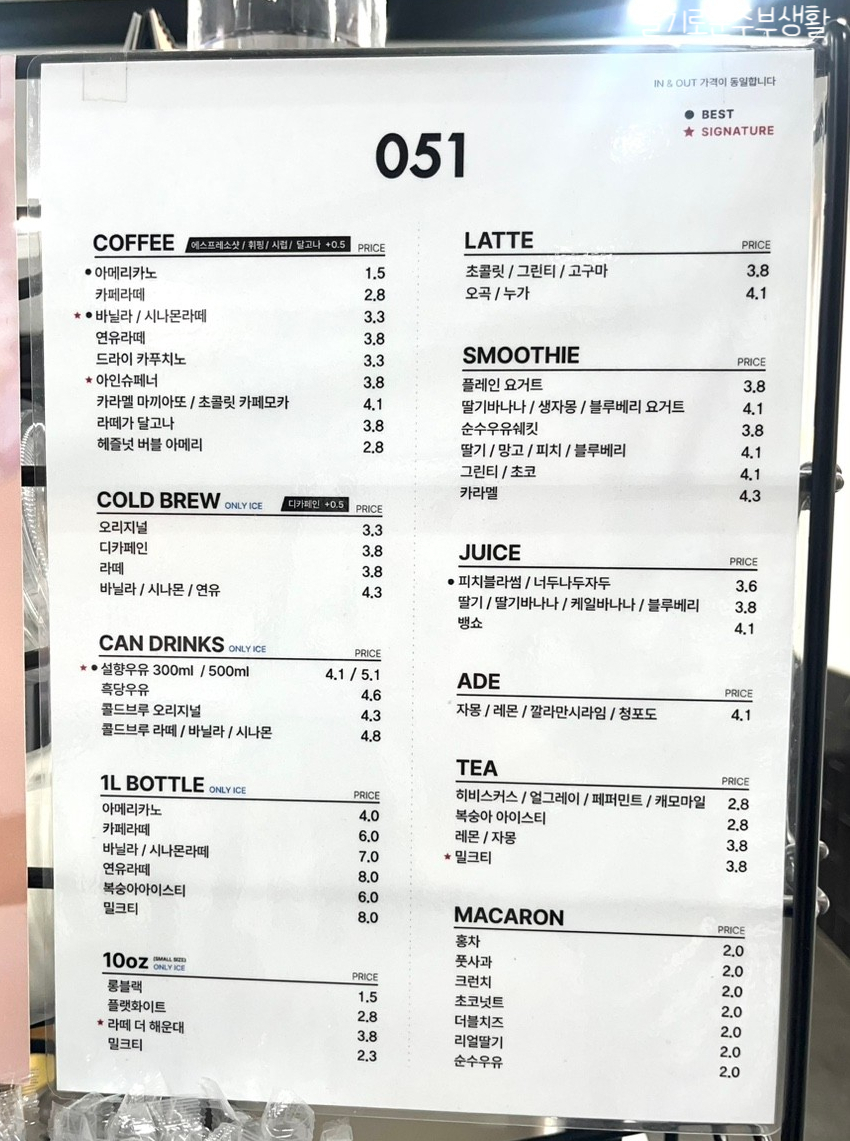 주부생활
IN & OUT 가격이 동일합니다
● BEST
★ SIGNATURE
051
COFFEE 에스프레소샷 / 휘핑 / 시럽 / 달고나 +0.5 PRICE
● 아메리카노 1.5
카페라떼 2.8
★ ● 바닐라 / 시나몬라떼 3.3
연유라떼 3.8
드라이 카푸치노 3.3
★ 아인슈페너 3.8
카라멜 마끼아또 / 초콜릿 카페모카 4.1
라떼가 달고나 3.8
헤즐넛 버블 아메리 2.8
COLD BREW ONLY ICE 디카페인 +0.5 PRICE
오리지널 3.3
디카페인 3.8
라떼 3.8
바닐라 / 시나몬 / 연유 4.3
CAN DRINKS ONLY ICE PRICE
★ ● 설향우유 300ml / 500ml 4.1 / 5.1
흑당우유 4.6
콜드브루 오리지널 4.3
콜드브루 라떼 / 바닐라 / 시나몬 4.8
1L BOTTLE ONLY ICE PRICE
아메리카노 4.0
카페라떼 6.0
바닐라 / 시나몬라떼 7.0
연유라떼 8.0
복숭아아이스티 6.0
밀크티 8.0
10oz (SMALL SIZE) ONLY ICE PRICE
롱블랙 1.5
플랫화이트 2.8
★ 라떼 더 해운대 3.8
밀크티 2.3
LATTE PRICE
초콜릿 / 그린티 / 고구마 3.8
오곡 / 누가 4.1
SMOOTHIE PRICE
플레인 요거트 3.8
딸기바나나 / 생자몽 / 블루베리 요거트 4.1
순수우유쉐킷 3.8
딸기 / 망고 / 피치 / 블루베리 4.1
그린티 / 초코 4.1
카라멜 4.3
JUICE PRICE
● 피치블라썸 / 너두나두자두 3.6
딸기 / 딸기바나나 / 케일바나나 / 블루베리 3.8
뱅쇼 4.1
ADE PRICE
자몽 / 레몬 / 깔라만시라임 / 청포도 4.1
TEA PRICE
히비스커스 / 얼그레이 / 페퍼민트 / 캐모마일 2.8
복숭아 아이스티 2.8
레몬 / 자몽 3.8
★ 밀크티 3.8
MACARON PRICE
홍차 2.0
풋사과 2.0
크런치 2.0
초코넛트 2.0
더블치즈 2.0
리얼딸기 2.0
순수우유 2.0